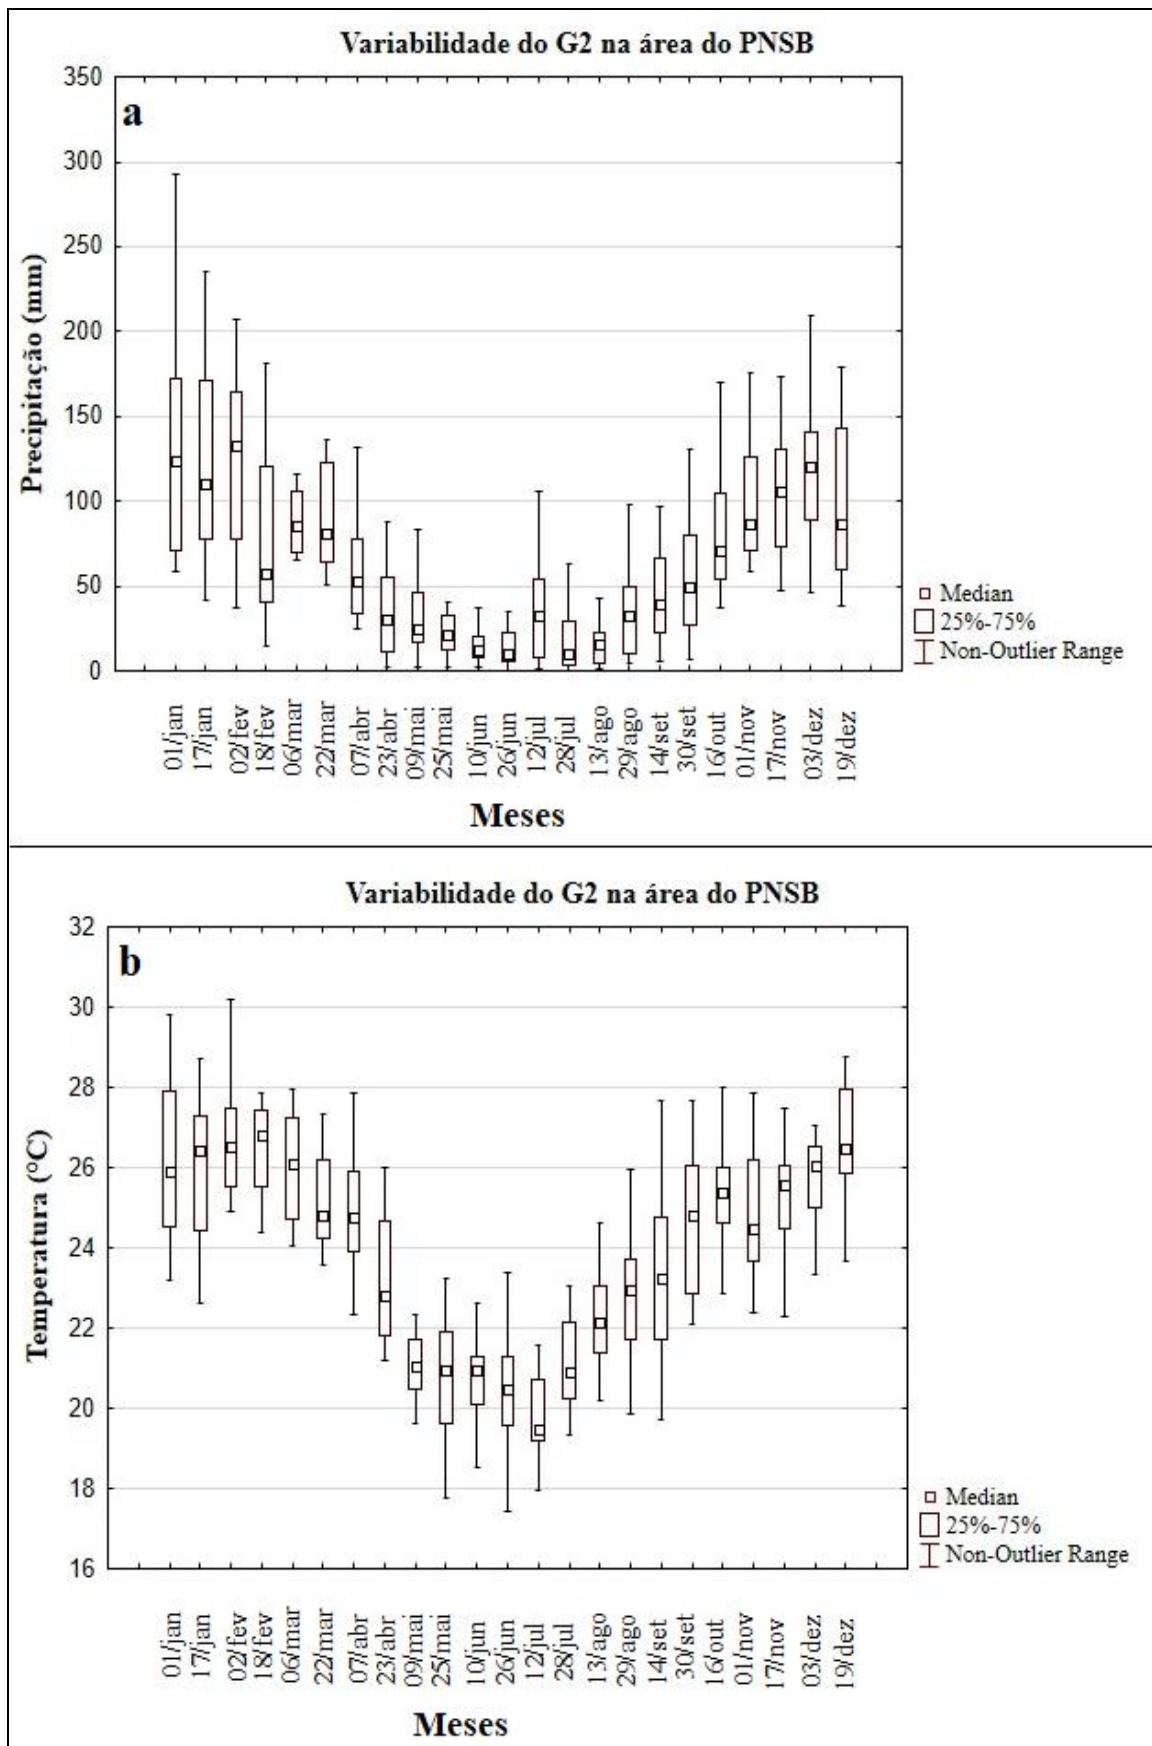 Variabilidade do G2 na área do PNSB
a
350
300
250
200
150
100
50
0
Precipitação (mm)
01/jan
17/jan
02/fev
18/fev
06/mar
22/mar
07/abr
23/abr
09/mai
25/mai
10/jun
26/jun
12/jul
28/jul
13/ago
29/ago
14/set
30/set
16/out
01/nov
17/nov
03/dez
19/dez
Meses
Median
25%-75%
Non-Outlier Range
Variabilidade do G2 na área do PNSB
b
32
30
28
26
24
22
20
18
16
Temperatura (°C)
01/jan
17/jan
02/fev
18/fev
06/mar
22/mar
07/abr
23/abr
09/mai
25/mai
10/jun
26/jun
12/jul
28/jul
13/ago
29/ago
14/set
30/set
16/out
01/nov
17/nov
03/dez
19/dez
Meses
Median
25%-75%
Non-Outlier Range